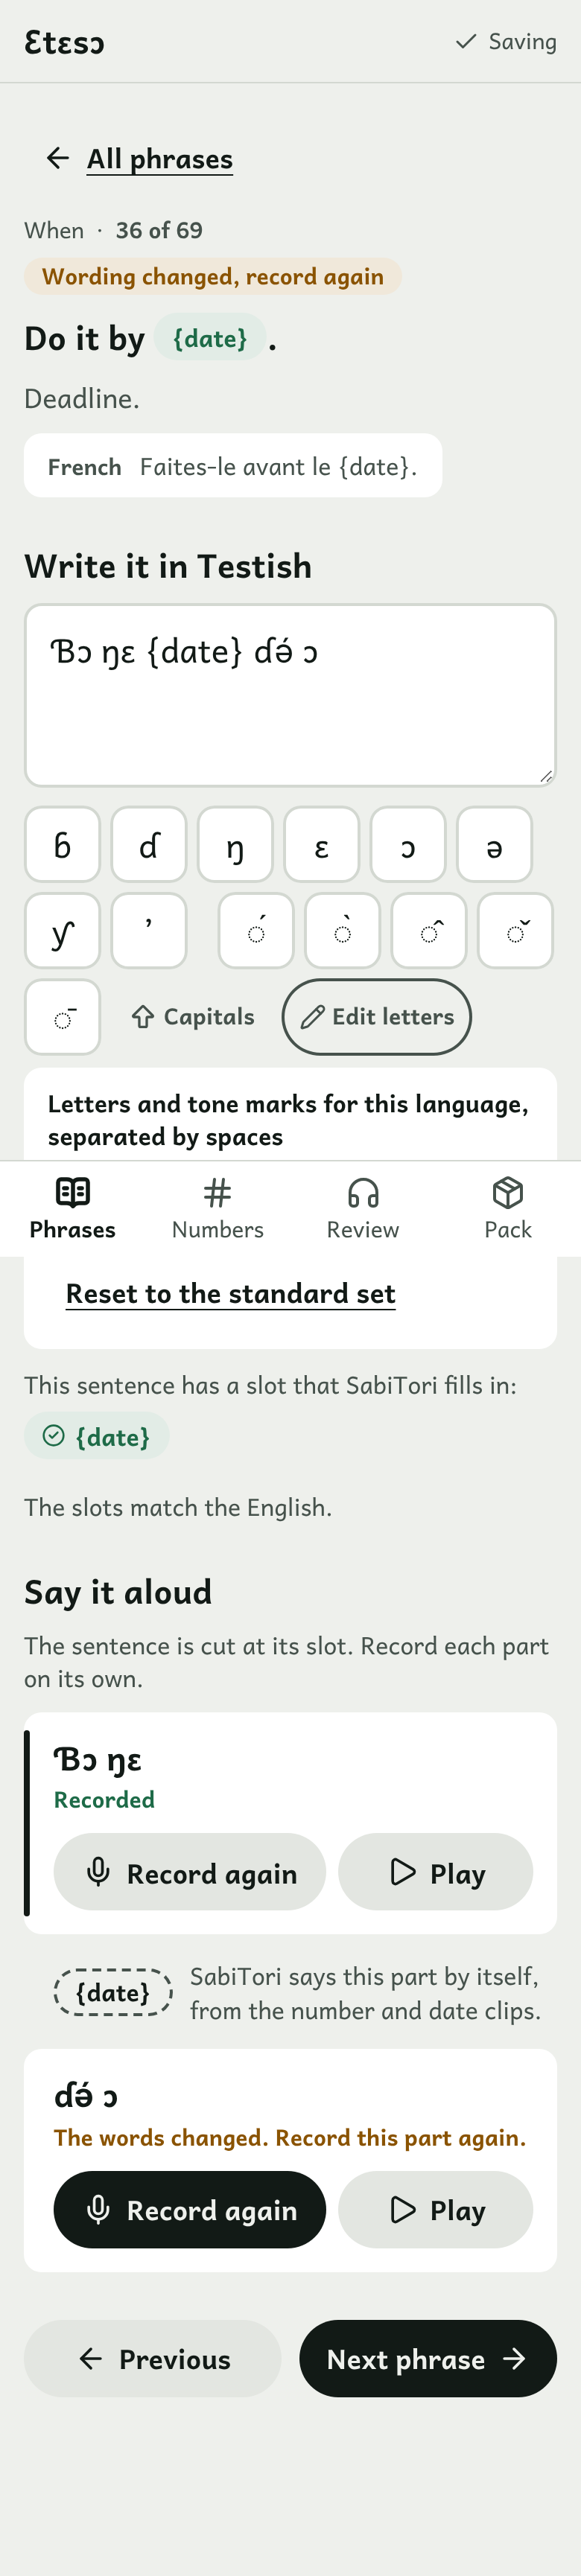 Ɛtɛsɔ
Saving
All phrases
When · 36 of 69
Wording changed, record again
Do it by {date}.
Deadline.
French Faites-le avant le {date}.
Write it in Testish
Ɓɔ ŋɛ {date} ɗə́ ɔ
ɓ ɗ ŋ ɛ ɔ ə
ƴ ʼ ◌́ ◌̀ ◌̂ ◌̌
◌̄ Capitals Edit letters
Letters and tone marks for this language,
separated by spaces
Phrases Numbers Review Pack
Reset to the standard set
This sentence has a slot that SabiTori fills in:
{date}
The slots match the English.
Say it aloud
The sentence is cut at its slot. Record each part
on its own.
Ɓɔ ŋɛ
Recorded
Record again Play
{date} SabiTori says this part by itself,
from the number and date clips.
ɗə́ ɔ
The words changed. Record this part again.
Record again Play
Previous Next phrase